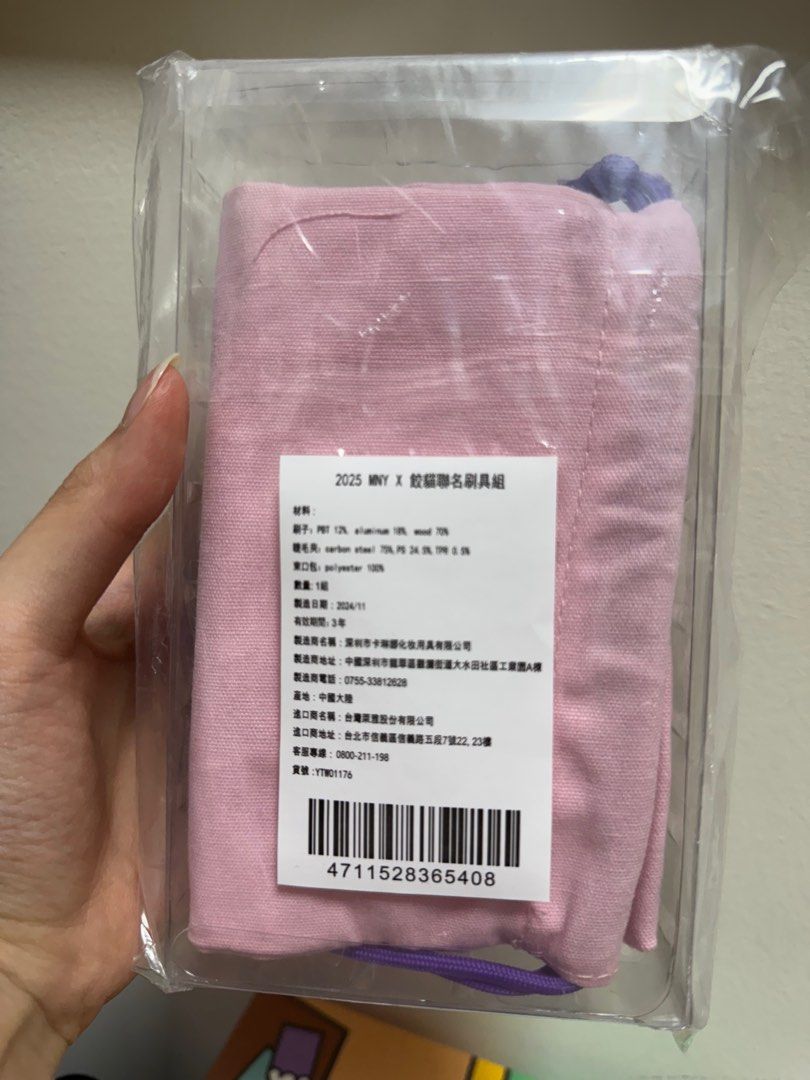 2025 MNY X 餃貓聯名刷具組
材料:
刷子: PBT 12%, aluminum 18%, wood 70%
睫毛夾: carbon steel 75%, PS 24.5%, TPR 0.5%
束口包: polyester 100%
數量: 1組
製造日期: 2024/11
有效期間: 3年
製造商名稱: 深圳市卡琳娜化妝用具有限公司
製造商地址: 中國深圳市龍華區觀瀾街道大水田社區工業園A棟
製造商電話: 0755-33812628
產地: 中國大陸
進口商名稱: 台灣萊雅股份有限公司
進口商地址: 台北市信義區信義路五段7號22, 23樓
客服專線: 0800-211-198
貨號:YTW01176
4711528365408